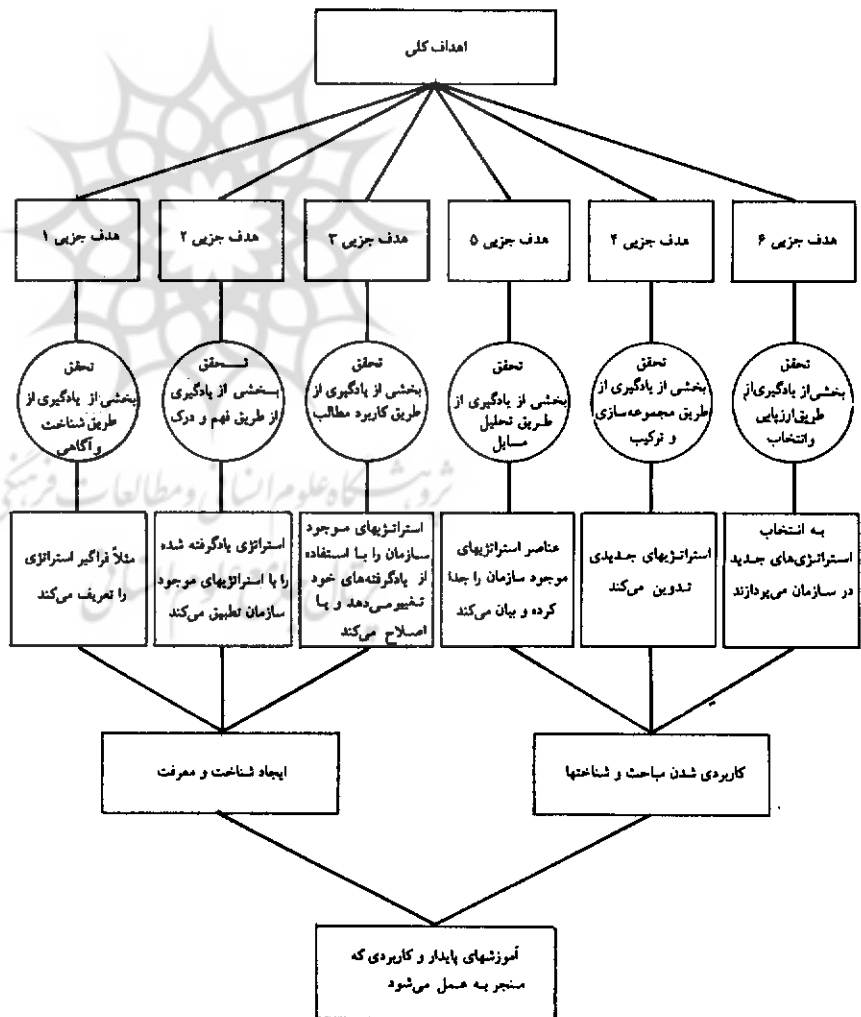 اهداف کلی
هدف جزیی ۱
هدف جزیی ۲
هدف جزیی ۳
هدف جزیی ۵
هدف جزیی ۴
هدف جزیی ۶
تحقق
بخشی از یادگیری از
طریق شناخت
و آگاهی
تحقق
بخشی از یادگیری
از طریق فهم و درک
تحقق
بخشی از یادگیری از
طریق کاربرد مطالب
تحقق
بخشی از یادگیری از
طریق تحلیل
مسایل
تحقق
بخشی از یادگیری از
طریق مجموعه‌سازی
و ترکیب
تحقق
بخشی از یادگیری از
طریق ارزیابی
و انتخاب
پژوهشگاه علوم انسانی و مطالعات فرهنگی
مثلاً فراگیر استراتژی
را تعریف می‌کند
استراتژی یادگرفته شده
را با استراتژیهای موجود
سازمان تطبیق می‌کند
استراتژیهای موجود
سازمان را با استفاده
از یادگرفته‌های خود
تغییر می‌دهد و یا
اصلاح می‌کند
عناصر استراتژیهای
موجود سازمان را جدا
کرده و بیان می‌کند
استراتژیهای جدیدی
تدوین می‌کند
به انتخاب
استراتژی‌های جدید
در سازمان می‌پردازند
ایجاد شناخت و معرفت
کاربردی شدن مباحث و شناختها
آموزشهای پایدار و کاربردی که
منجر به عمل می‌شود